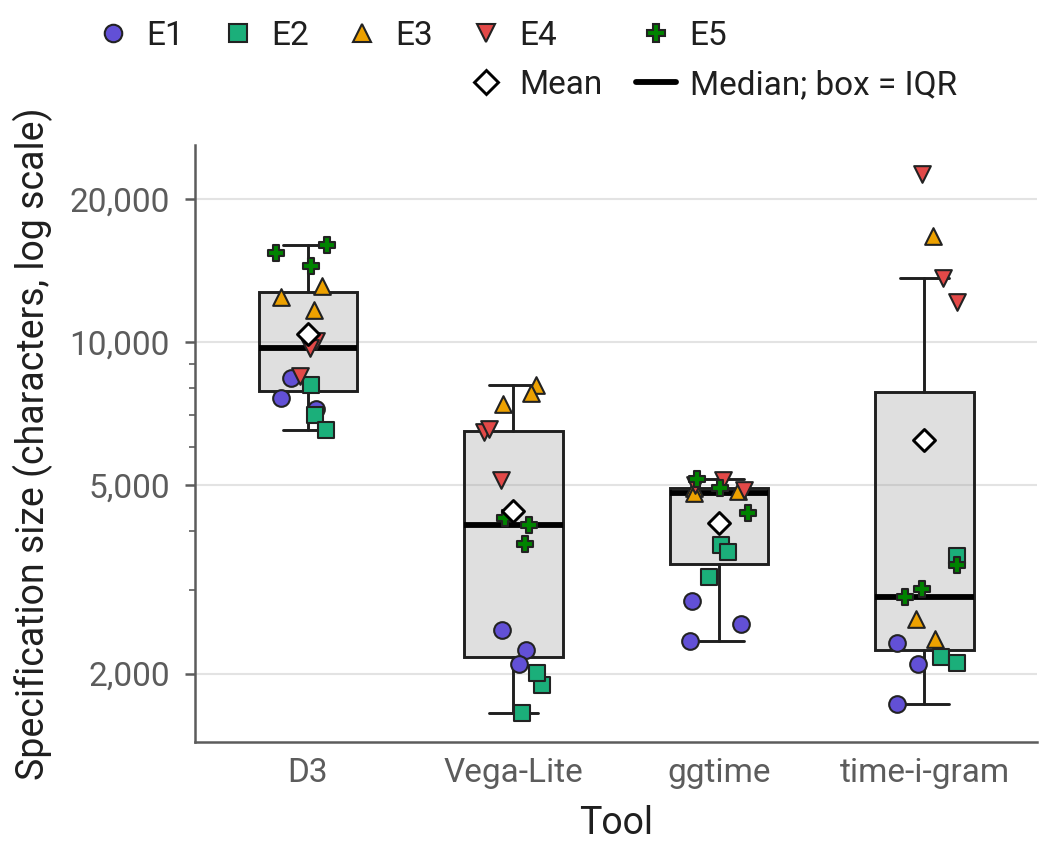 E1 E2 E3 E4 E5
Mean Median; box = IQR
Specification size (characters, log scale)
20,000
10,000
5,000
2,000
D3 Vega-Lite ggtime time-i-gram
Tool